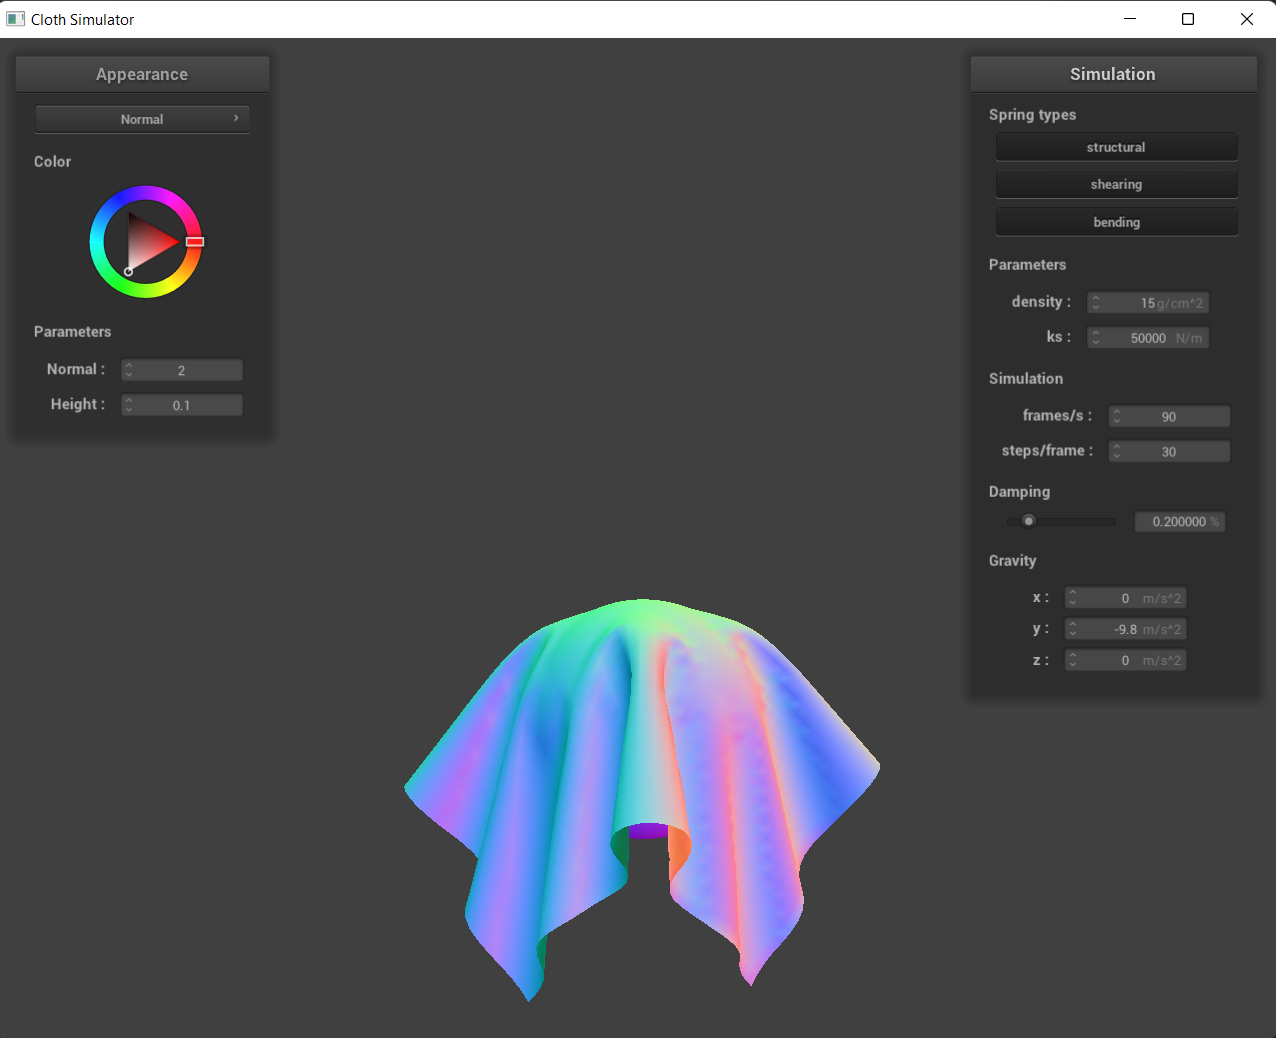 Cloth Simulator
Appearance
Normal
Color
Parameters
Normal :
2
Height :
0.1
Simulation
Spring types
structural
shearing
bending
Parameters
density :
15 g/cm^2
ks :
50000 N/m
Simulation
frames/s :
90
steps/frame :
30
Damping
0.200000 %
Gravity
x :
0 m/s^2
y :
-9.8 m/s^2
z :
0 m/s^2